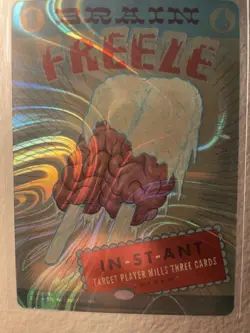 BRAIN
FREEZE
IN-ST-ANT
TARGET PLAYER MILLS THREE CARDS